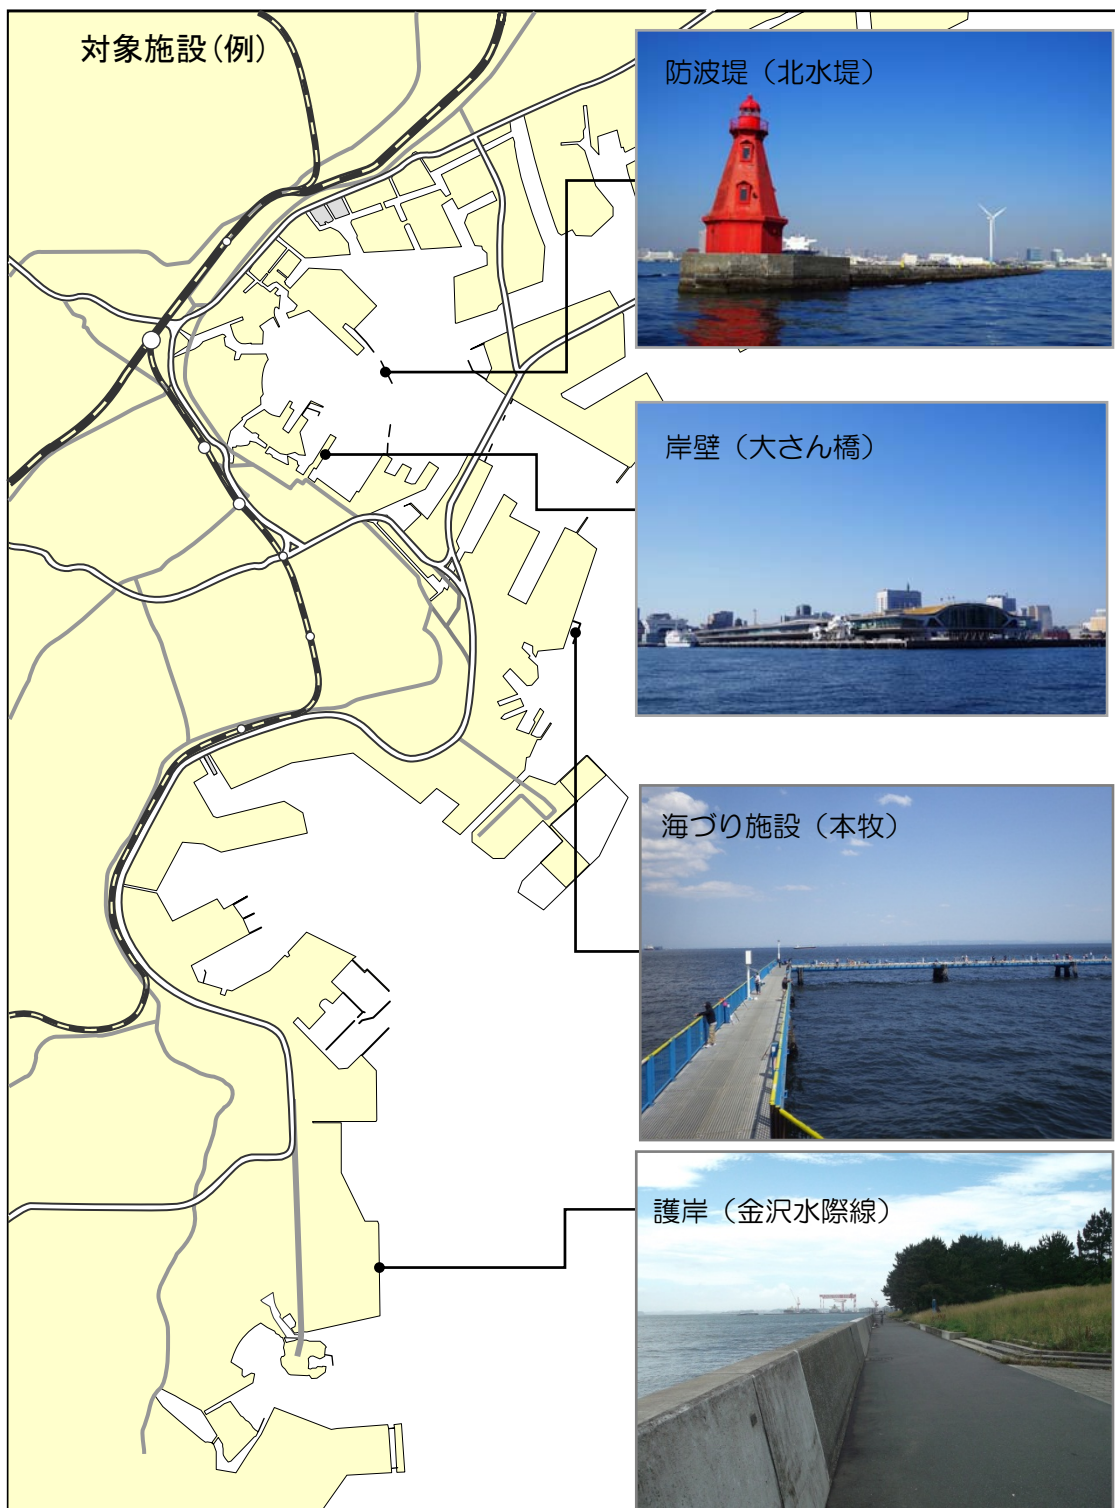 対象施設(例)
防波堤（北水堤）
岸壁（大さん橋）
海づり施設（本牧）
護岸（金沢水際線）